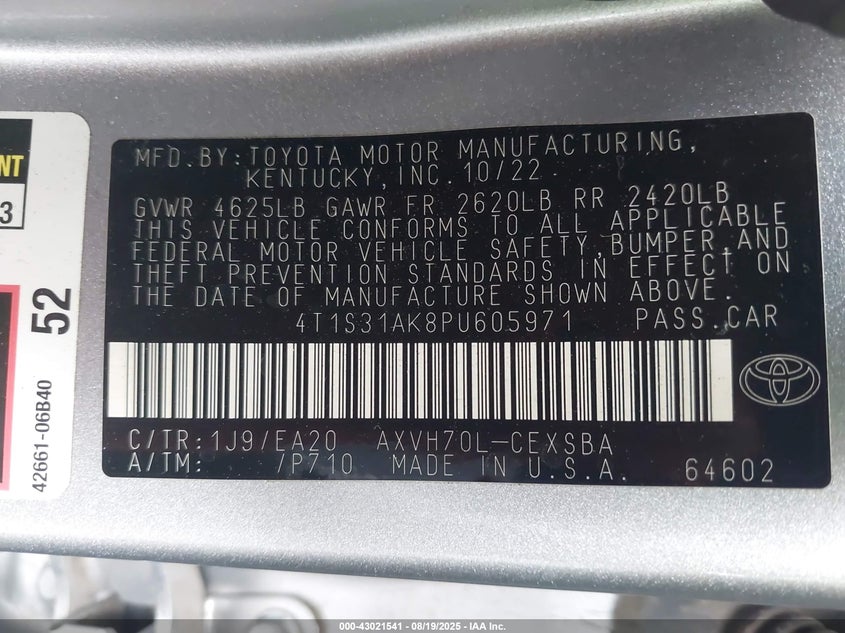 NT
3
52
42661-06B40
MFD.BY:TOYOTA MOTOR MANUFACTURING,
KENTUCKY,INC.10/22
GVWR 4625LB GAWR FR 2620LB RR 2420LB
THIS VEHICLE CONFORMS TO ALL APPLICABLE
FEDERAL MOTOR VEHICLE SAFETY,BUMPER,AND
THEFT PREVENTION STANDARDS IN EFFECT ON
THE DATE OF MANUFACTURE SHOWN ABOVE.
4T1S31AK8PU605971 PASS.CAR
C/TR:1J9/EA20 AXVH70L-CEXSBA
A/TM: /P710 MADE IN U.S.A. 64602
000-43021541 - 08/19/2025 - IAA Inc.